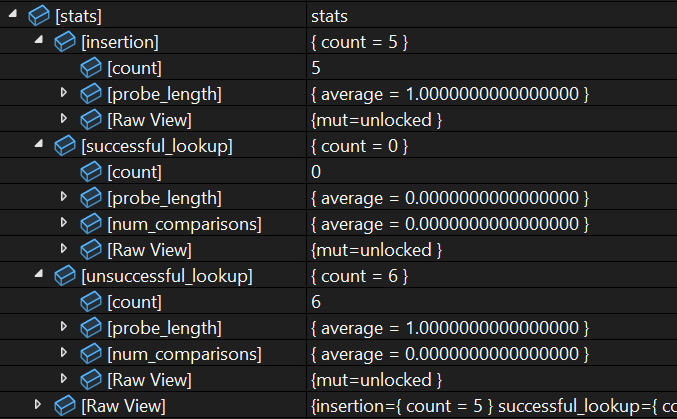 [stats] stats
[insertion] { count = 5 }
[count] 5
[probe_length] { average = 1.0000000000000000 }
[Raw View] {mut=unlocked }
[successful_lookup] { count = 0 }
[count] 0
[probe_length] { average = 0.0000000000000000 }
[num_comparisons] { average = 0.0000000000000000 }
[Raw View] {mut=unlocked }
[unsuccessful_lookup] { count = 6 }
[count] 6
[probe_length] { average = 1.0000000000000000 }
[num_comparisons] { average = 0.0000000000000000 }
[Raw View] {mut=unlocked }
[Raw View] {insertion={ count = 5 } successful_lookup={ co